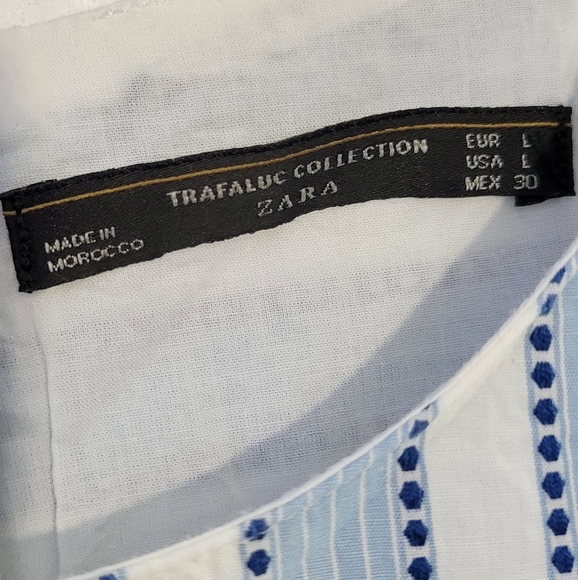 TRAFALUC COLLECTION
ZARA
MADE IN
MOROCCO
EUR L
USA L
MEX 30